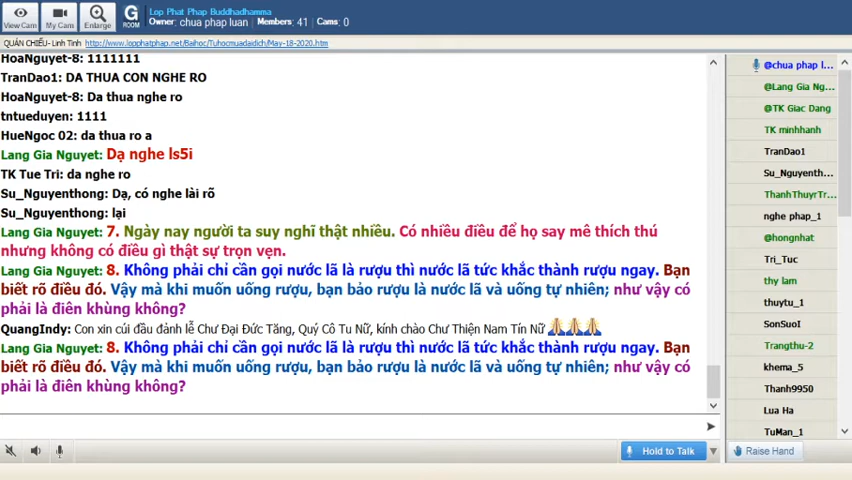 View Cam
My Cam
Enlarge
G
ROOM
Lop Phat Phap Buddhadhamma
Owner: chua phap luan Members: 41 Cams: 0
QUÁN CHIẾU- Linh Tinh http://www.lopphatphap.net/Baihoc/Tuhocmuadaidich/May-18-2020.htm
HoaNguyet-8: 1111111
TranDao1: DA THUA CON NGHE RO
HoaNguyet-8: Da thua nghe ro
tntueduyen: 1111
HueNgoc 02: da thua ro a
Lang Gia Nguyet: Dạ nghe ls5i
TK Tue Tri: da nghe ro
Su_Nguyenthong: Dạ, có nghe lài rõ
Su_Nguyenthong: lại
Lang Gia Nguyet: 7. Ngày nay người ta suy nghĩ thật nhiều. Có nhiều điều để họ say mê thích thú
nhưng không có điều gì thật sự trọn vẹn.
Lang Gia Nguyet: 8. Không phải chỉ cần gọi nước lã là rượu thì nước lã tức khắc thành rượu ngay. Bạn
biết rõ điều đó. Vậy mà khi muốn uống rượu, bạn bảo rượu là nước lã và uống tự nhiên; như vậy có
phải là điên khùng không?
QuangIndy: Con xin cúi đầu đảnh lễ Chư Đại Đức Tăng, Quý Cô Tu Nữ, kính chào Chư Thiện Nam Tín Nữ 🙏🙏🙏
Lang Gia Nguyet: 8. Không phải chỉ cần gọi nước lã là rượu thì nước lã tức khắc thành rượu ngay. Bạn
biết rõ điều đó. Vậy mà khi muốn uống rượu, bạn bảo rượu là nước lã và uống tự nhiên; như vậy có
phải là điên khùng không?
@chua phap l...
@Lang Gia Ng...
@TK Giac Dang
TK minhhanh
TranDao1
Su_Nguyenth...
ThanhThuyrTr...
nghe phap_1
@hongnhat
Tri_Tuc
thy lam
thuytu_1
SonSuoI
Trangthu-2
khema_5
Thanh9950
Lua Ha
TuMan_1
Hold to Talk
Raise Hand